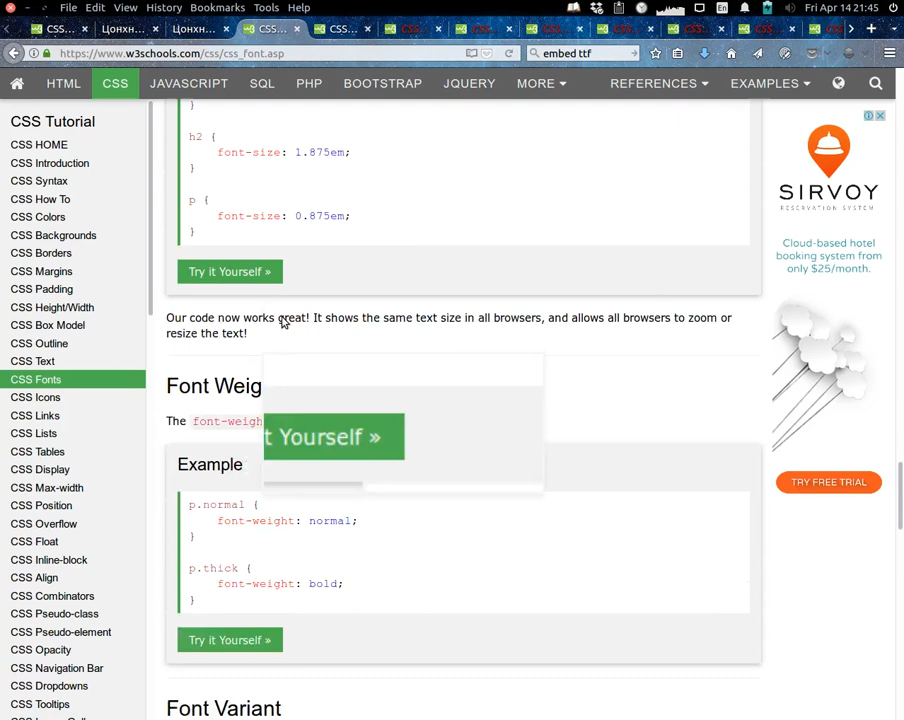 File Edit View History Bookmarks Tools Help
En
Fri Apr 14 21:45
CSS...
Цонхн...
Цонхн...
CSS...
CSS...
https://www.w3schools.com/css/css_font.asp
embed ttf
HTML CSS JAVASCRIPT SQL PHP BOOTSTRAP JQUERY MORE REFERENCES EXAMPLES
CSS Tutorial
CSS HOME
CSS Introduction
CSS Syntax
CSS How To
CSS Colors
CSS Backgrounds
CSS Borders
CSS Margins
CSS Padding
CSS Height/Width
CSS Box Model
CSS Outline
CSS Text
CSS Fonts
CSS Icons
CSS Links
CSS Lists
CSS Tables
CSS Display
CSS Max-width
CSS Position
CSS Overflow
CSS Float
CSS Inline-block
CSS Align
CSS Combinators
CSS Pseudo-class
CSS Pseudo-element
CSS Opacity
CSS Navigation Bar
CSS Dropdowns
CSS Tooltips
}
h2 {
font-size: 1.875em;
}
p {
font-size: 0.875em;
}
Try it Yourself »
Our code now works great! It shows the same text size in all browsers, and allows all browsers to zoom or
resize the text!
Font Weig
The font-weigh
t Yourself »
Example
p.normal {
font-weight: normal;
}
p.thick {
font-weight: bold;
}
Try it Yourself »
Font Variant
SIRVOY
RESERVATION SYSTEM
Cloud-based hotel
booking system from
only $25/month.
TRY FREE TRIAL